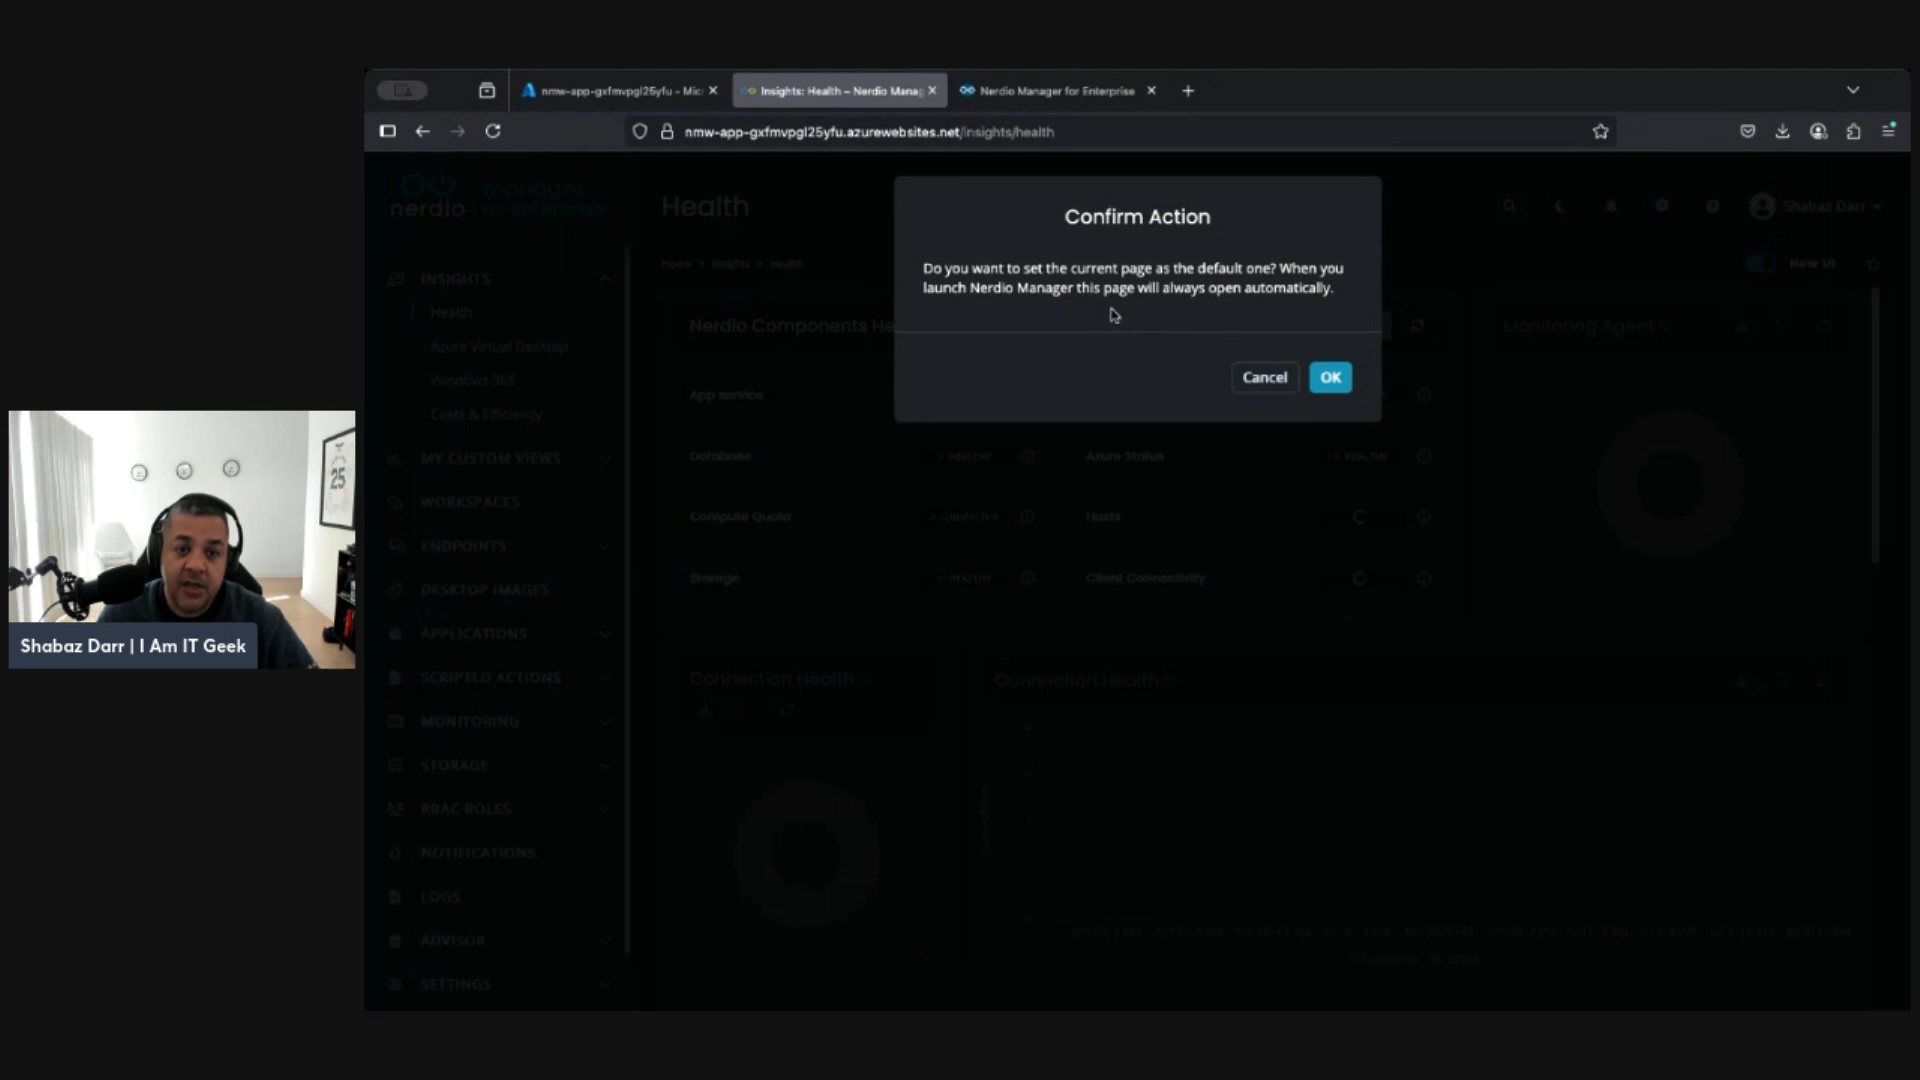 nmw-app-gxfmvpgl25yfu - Mic
Insights: Health – Nerdio Manag
Nerdio Manager for Enterprise
nmw-app-gxfmvpgl25yfu.azurewebsites.net/insights/health
nerdio
manager
for enterprise
Health
Shabaz Darr
Home > Insights > Health
New UI
INSIGHTS
Health
Azure Virtual Desktop
Windows 365
Costs & Efficiency
MY CUSTOM VIEWS
WORKSPACES
ENDPOINTS
DESKTOP IMAGES
APPLICATIONS
SCRIPTED ACTIONS
MONITORING
STORAGE
RBAC ROLES
NOTIFICATIONS
LOGS
ADVISOR
SETTINGS
Confirm Action
Do you want to set the current page as the default one? When you
launch Nerdio Manager this page will always open automatically.
Cancel
OK
Nerdio Components He
Monitoring Agent
App service
Database
HEALTHY
Azure Status
HEALTHY
Compute Quota
UNHEALTHY
Hosts
Storage
HEALTHY
Client Connectivity
Connection Health
Connection Health
25
Shabaz Darr | I Am IT Geek